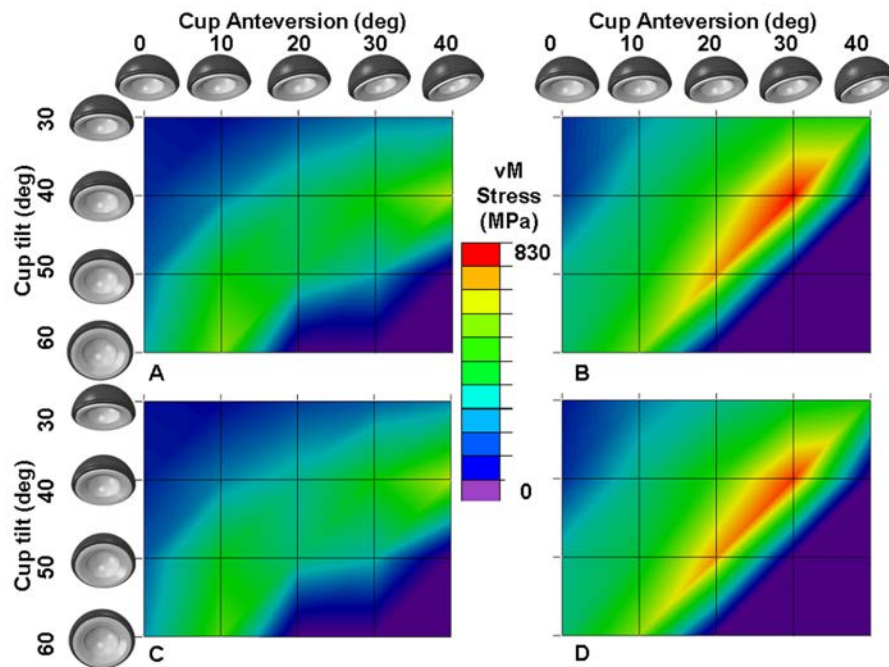 Cup Anteversion (deg) Cup Anteversion (deg)
0 10 20 30 40 0 10 20 30 40
30
40
50
60
Cup tilt (deg)
vM
Stress
(MPa)
830
0
A B
30
40
50
60
Cup tilt (deg)
C D